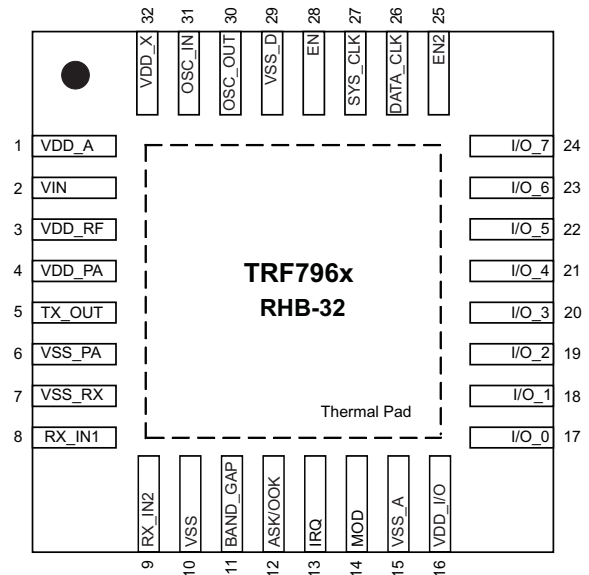 32 31 30 29 28 27 26 25
VDD_X OSC_IN OSC_OUT VSS_D EN SYS_CLK DATA_CLK EN2
1 VDD_A I/O_7 24
2 VIN I/O_6 23
3 VDD_RF I/O_5 22
4 VDD_PA I/O_4 21
TRF796x
5 TX_OUT I/O_3 20
RHB-32
6 VSS_PA I/O_2 19
7 VSS_RX I/O_1 18
Thermal Pad
8 RX_IN1 I/O_0 17
RX_IN2 VSS BAND_GAP ASK/OOK IRQ MOD VSS_A VDD_I/O
9 10 11 12 13 14 15 16